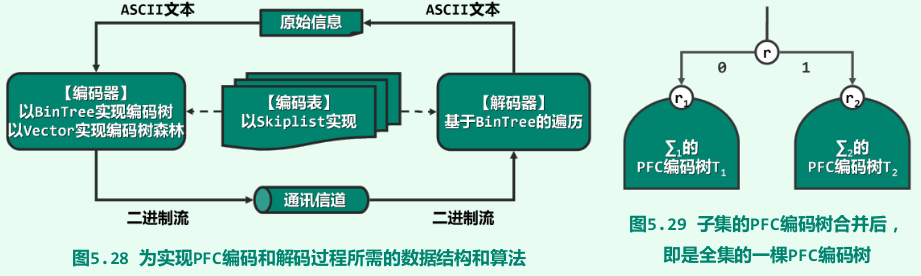 ASCII文本
ASCII文本
原始信息
【编码器】
以BinTree实现编码树
以Vector实现编码树森林
【编码表】
以Skiplist实现
【解码器】
基于BinTree的遍历
二进制流
通讯信道
二进制流
图5.28 为实现PFC编码和解码过程所需的数据结构和算法
r
0
1
r1
r2
∑1的
PFC编码树T1
∑2的
PFC编码树T2
图5.29 子集的PFC编码树合并后，
即是全集的一棵PFC编码树